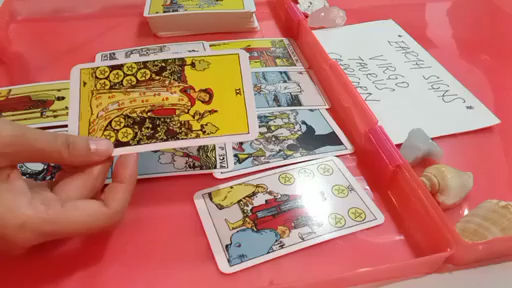 * EARTH SIGNS *
VIRGO
TAURUS
CAPRICORN
IX
PAGE of